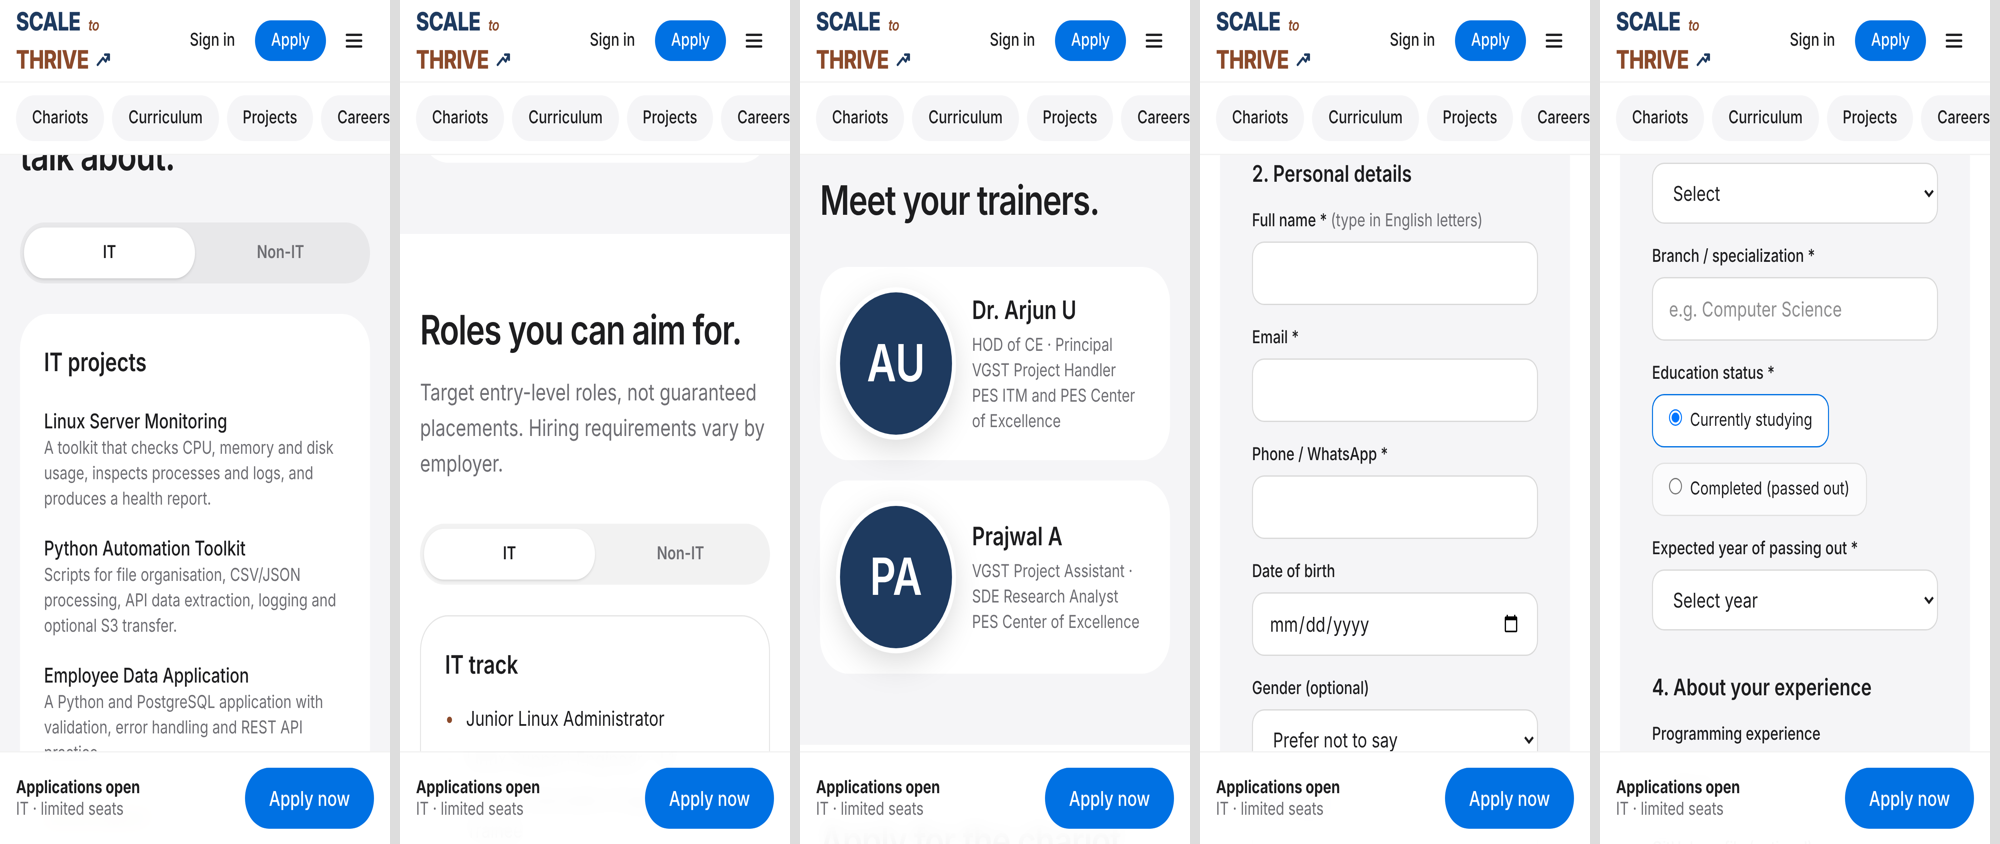 SCALE to
THRIVE
Sign in
Apply
Chariots
Curriculum
Projects
Careers
talk about.
IT
Non-IT
IT projects
Linux Server Monitoring
A toolkit that checks CPU, memory and disk
usage, inspects processes and logs, and
produces a health report.
Python Automation Toolkit
Scripts for file organisation, CSV/JSON
processing, API data extraction, logging and
optional S3 transfer.
Employee Data Application
A Python and PostgreSQL application with
validation, error handling and REST API
practice
Applications open
IT · limited seats
Apply now
SCALE to
THRIVE
Sign in
Apply
Chariots
Curriculum
Projects
Careers
Roles you can aim for.
Target entry-level roles, not guaranteed
placements. Hiring requirements vary by
employer.
IT
Non-IT
IT track
• Junior Linux Administrator
Applications open
IT · limited seats
Apply now
SCALE to
THRIVE
Sign in
Apply
Chariots
Curriculum
Projects
Careers
Meet your trainers.
AU
Dr. Arjun U
HOD of CE · Principal
VGST Project Handler
PES ITM and PES Center
of Excellence
PA
Prajwal A
VGST Project Assistant ·
SDE Research Analyst
PES Center of Excellence
Applications open
IT · limited seats
Apply now
Apply for the chariot
SCALE to
THRIVE
Sign in
Apply
Chariots
Curriculum
Projects
Careers
2. Personal details
Full name * (type in English letters)
Email *
Phone / WhatsApp *
Date of birth
mm/dd/yyyy
Gender (optional)
Prefer not to say
Applications open
IT · limited seats
Apply now
SCALE to
THRIVE
Sign in
Apply
Chariots
Curriculum
Projects
Careers
Select
Branch / specialization *
e.g. Computer Science
Education status *
Currently studying
Completed (passed out)
Expected year of passing out *
Select year
4. About your experience
Programming experience
Applications open
IT · limited seats
Apply now